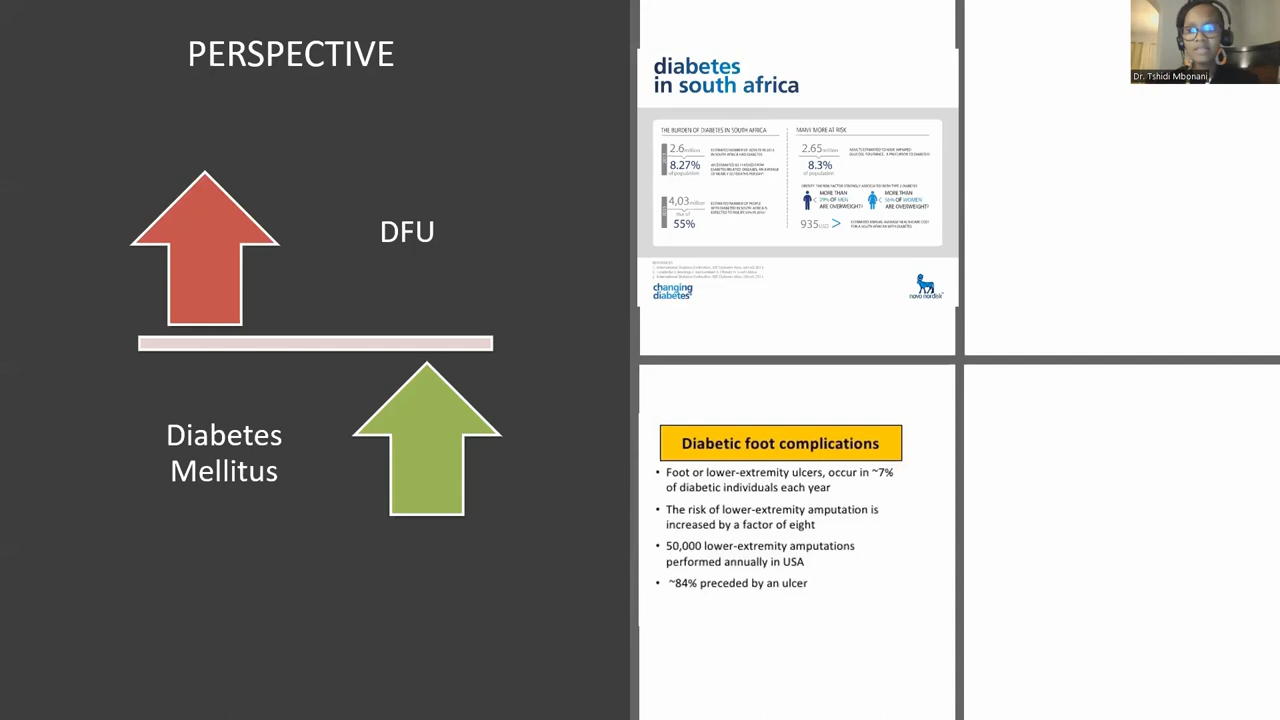 PERSPECTIVE
DFU
Diabetes
Mellitus
diabetes
in south africa
THE BURDEN OF DIABETES IN SOUTH AFRICA
2.6 million
8.27%
of population
4,03 million
rise of
55%
MANY MORE AT RISK
2.65 million
8.3%
of population
MORE THAN
OF MEN
ARE OVERWEIGHT
MORE THAN
OF WOMEN
ARE OVERWEIGHT
935 USD >
changing
diabetes
novo nordisk
Dr. Tshidi Mbonani
Diabetic foot complications
• Foot or lower-extremity ulcers, occur in ~7%
of diabetic individuals each year
• The risk of lower-extremity amputation is
increased by a factor of eight
• 50,000 lower-extremity amputations
performed annually in USA
• ~84% preceded by an ulcer